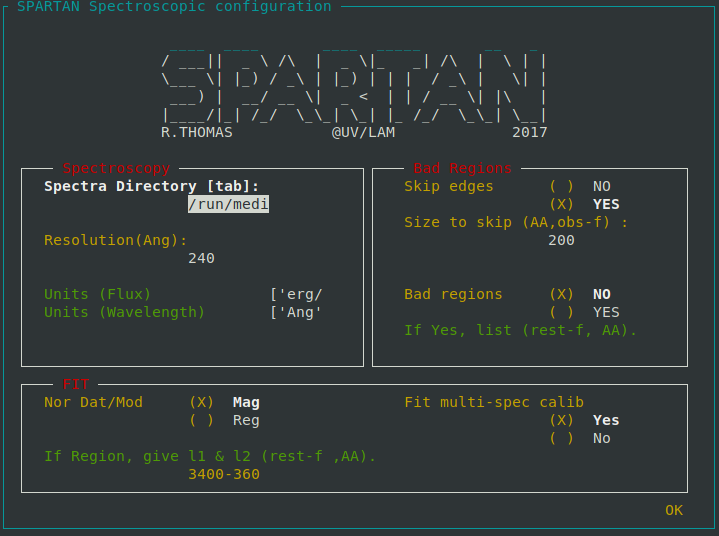 SPARTAN Spectroscopic configuration
R.THOMAS @UV/LAM 2017
Spectroscopy
Spectra Directory [tab]:
/run/medi
Resolution(Ang):
240
Units (Flux) ['erg/
Units (Wavelength) ['Ang'
Bad Regions
Skip edges ( ) NO
(X) YES
Size to skip (AA,obs-f) :
200
Bad regions (X) NO
( ) YES
If Yes, list (rest-f, AA).
FIT
Nor Dat/Mod (X) Mag
( ) Reg
If Region, give l1 & l2 (rest-f ,AA).
3400-360
Fit multi-spec calib
(X) Yes
( ) No
OK